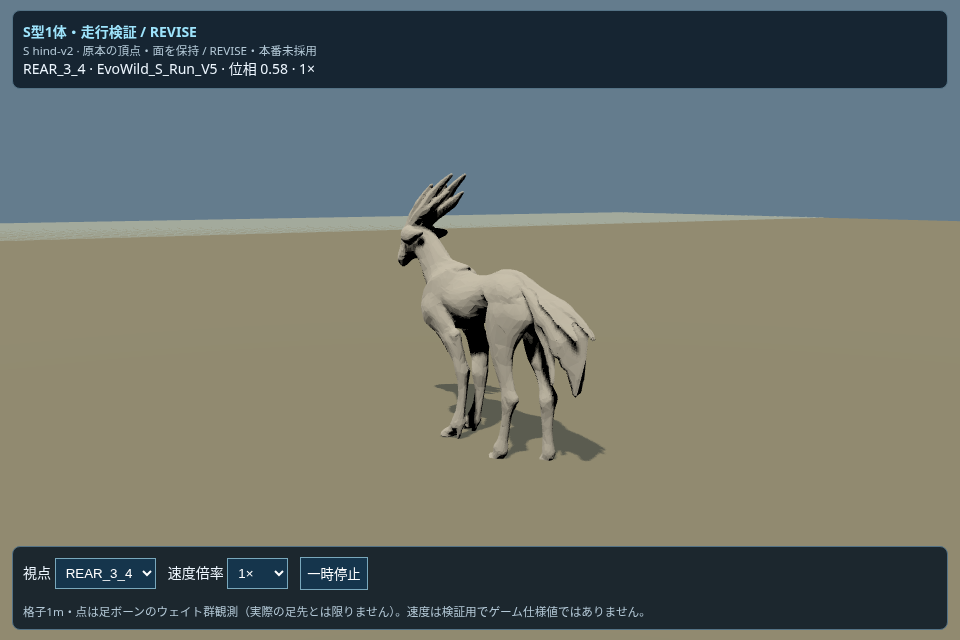 S型1体・走行検証 / REVISE
S hind-v2 · 原本の頂点・面を保持 / REVISE・本番未採用
REAR_3_4 · EvoWild_S_Run_V5 · 位相 0.58 · 1×
視点 REAR_3_4 速度倍率 1× 一時停止
格子1m・点は足ボーンのウェイト群観測（実際の足先とは限りません）。速度は検証用でゲーム仕様値ではありません。